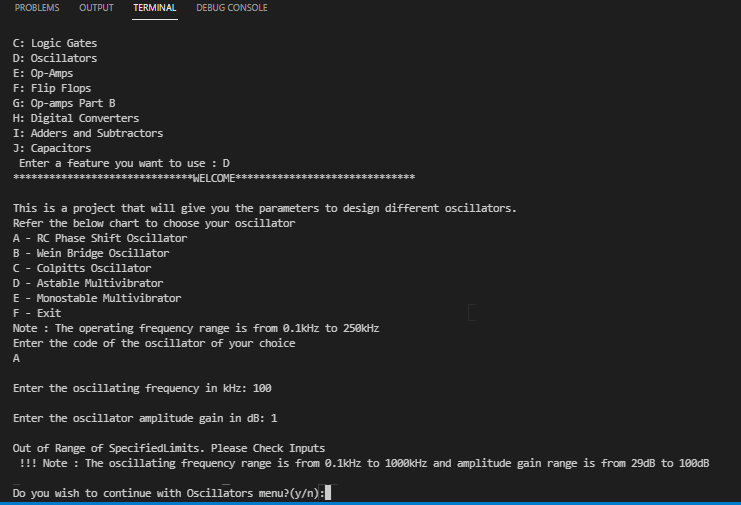 PROBLEMS OUTPUT TERMINAL DEBUG CONSOLE
C: Logic Gates
D: Oscillators
E: Op-Amps
F: Flip Flops
G: Op-amps Part B
H: Digital Converters
I: Adders and Subtractors
J: Capacitors
Enter a feature you want to use : D
******************************WELCOME******************************
This is a project that will give you the parameters to design different oscillators.
Refer the below chart to choose your oscillator
A - RC Phase Shift Oscillator
B - Wein Bridge Oscillator
C - Colpitts Oscillator
D - Astable Multivibrator
E - Monostable Multivibrator
F - Exit
Note : The operating frequency range is from 0.1kHz to 250kHz
Enter the code of the oscillator of your choice
A
Enter the oscillating frequency in kHz: 100
Enter the oscillator amplitude gain in dB: 1
Out of Range of SpecifiedLimits. Please Check Inputs
!!! Note : The oscillating frequency range is from 0.1kHz to 1000kHz and amplitude gain range is from 29dB to 100dB
Do you wish to continue with Oscillators menu?(y/n):